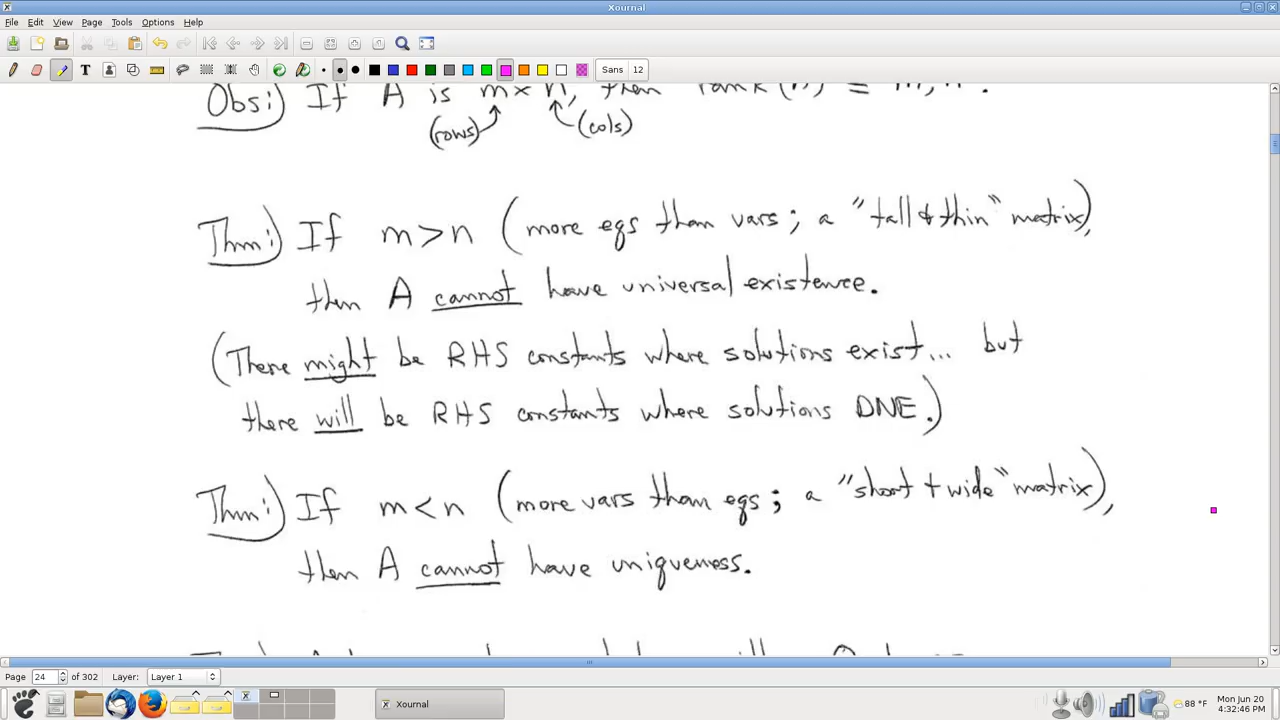 Xournal
File Edit View Page Tools Options Help
Sans 12
Obs:) If A is m × n, then
(rows) (cols)
Thm:) If m > n (more eqs than vars; a "tall & thin" matrix),
then A cannot have universal existence.
(There might be RHS constants where solutions exist... but
there will be RHS constants where solutions DNE.)
Thm:) If m < n (more vars than eqs; a "short + wide" matrix),
then A cannot have uniqueness.
Page 24 of 302 Layer: Layer 1
Xournal
88 °F
Mon Jun 20
4:32:46 PM